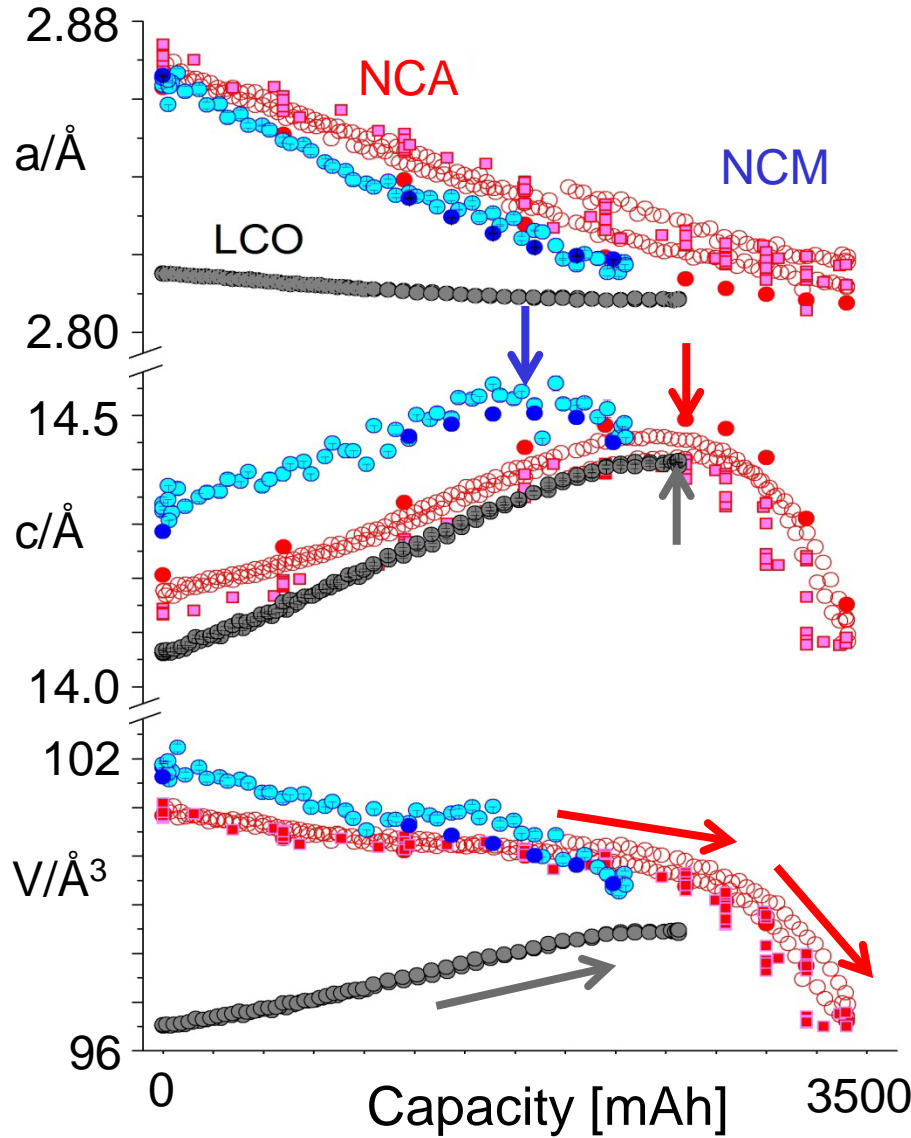 2.88
NCA
a/Å
NCM
LCO
2.80
14.5
c/Å
14.0
102
V/Å³
96
0
3500
Capacity [mAh]